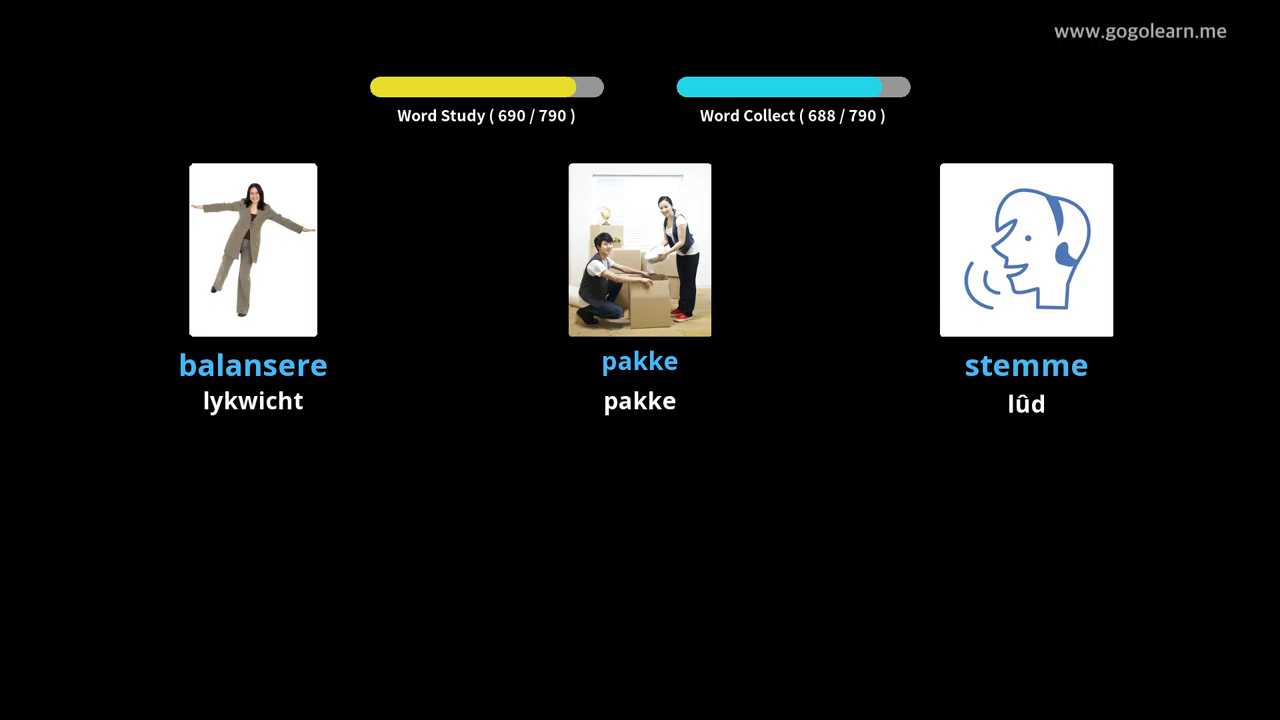 www.gogolearn.me
Word Study ( 690 / 790 )
Word Collect ( 688 / 790 )
balansere
lykwicht
pakke
pakke
stemme
lûd